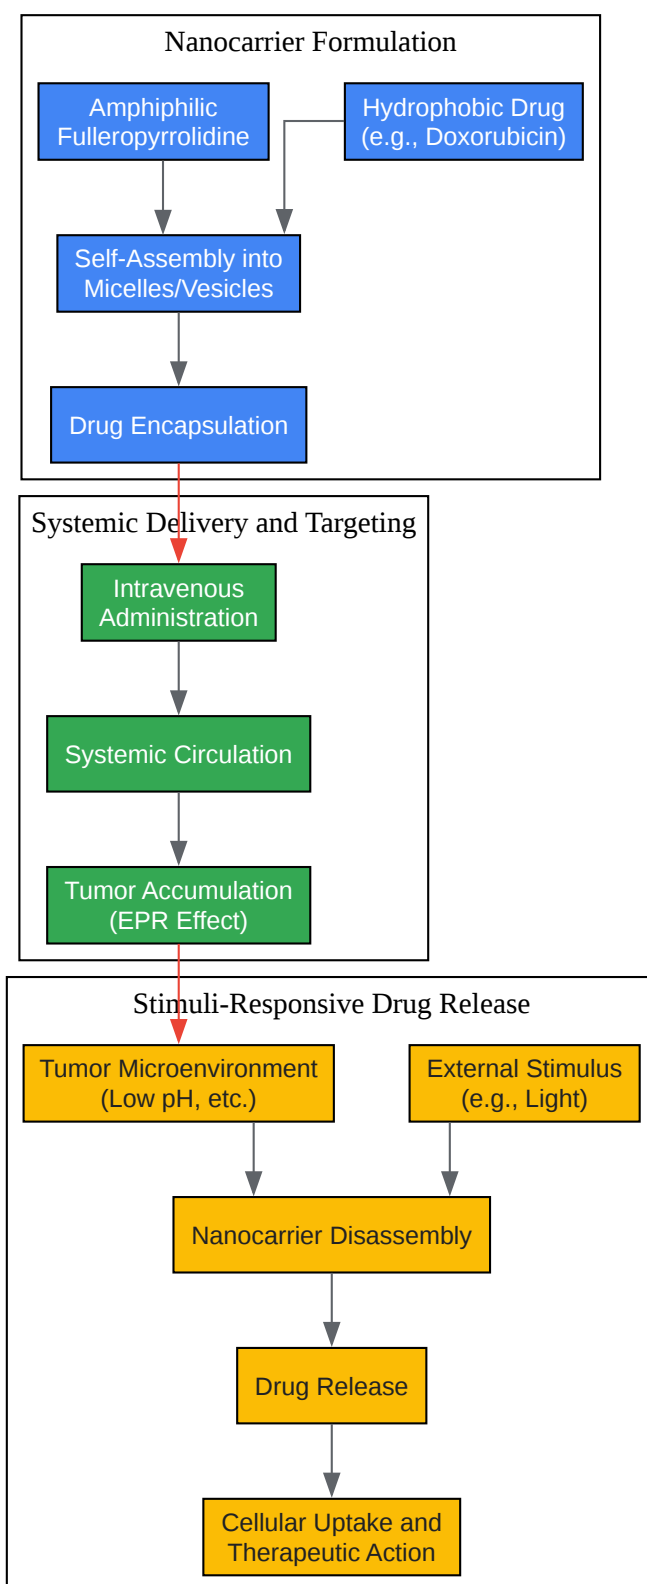 Nanocarrier Formulation
Amphiphilic
Fulleropyrrolidine
Hydrophobic Drug
(e.g., Doxorubicin)
Self-Assembly into
Micelles/Vesicles
Drug Encapsulation
Systemic Delivery and Targeting
Intravenous
Administration
Systemic Circulation
Tumor Accumulation
(EPR Effect)
Stimuli-Responsive Drug Release
Tumor Microenvironment
(Low pH, etc.)
External Stimulus
(e.g., Light)
Nanocarrier Disassembly
Drug Release
Cellular Uptake and
Therapeutic Action